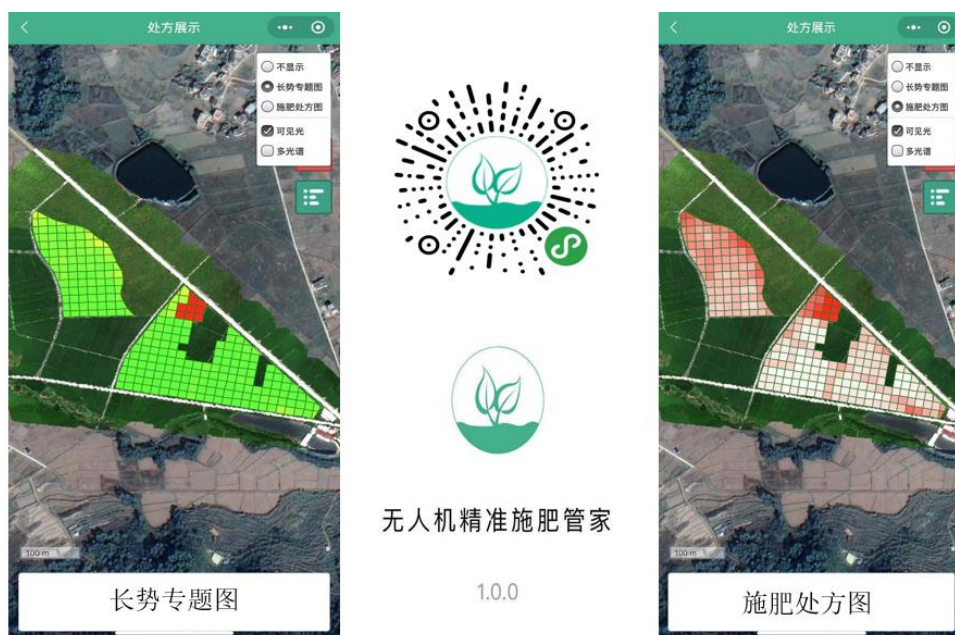 处方展示
不显示
长势专题图
施肥处方图
可见光
多光谱
100 m
长势专题图
无人机精准施肥管家
1.0.0
处方展示
不显示
长势专题图
施肥处方图
可见光
多光谱
100 m
施肥处方图